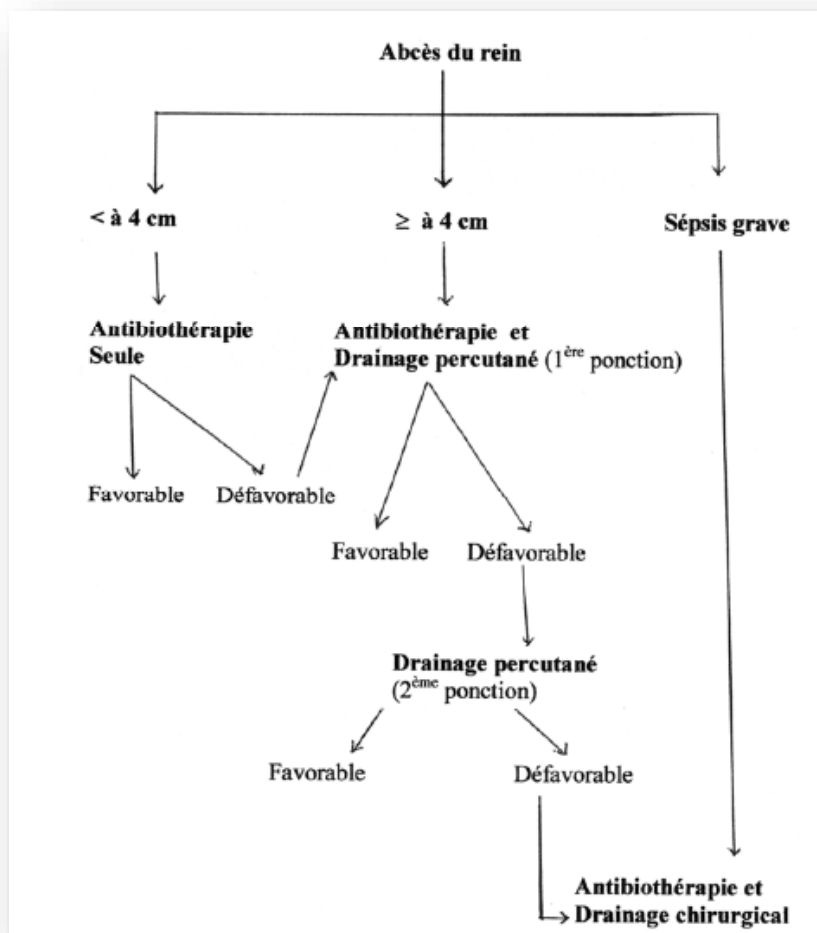 Abcès du rein
< à 4 cm
≥ à 4 cm
Sépsis grave
Antibiothérapie
Seule
Antibiothérapie et
Drainage percutané (1ère ponction)
Favorable
Défavorable
Favorable
Défavorable
Drainage percutané
(2ème ponction)
Favorable
Défavorable
Antibiothérapie et
Drainage chirurgical